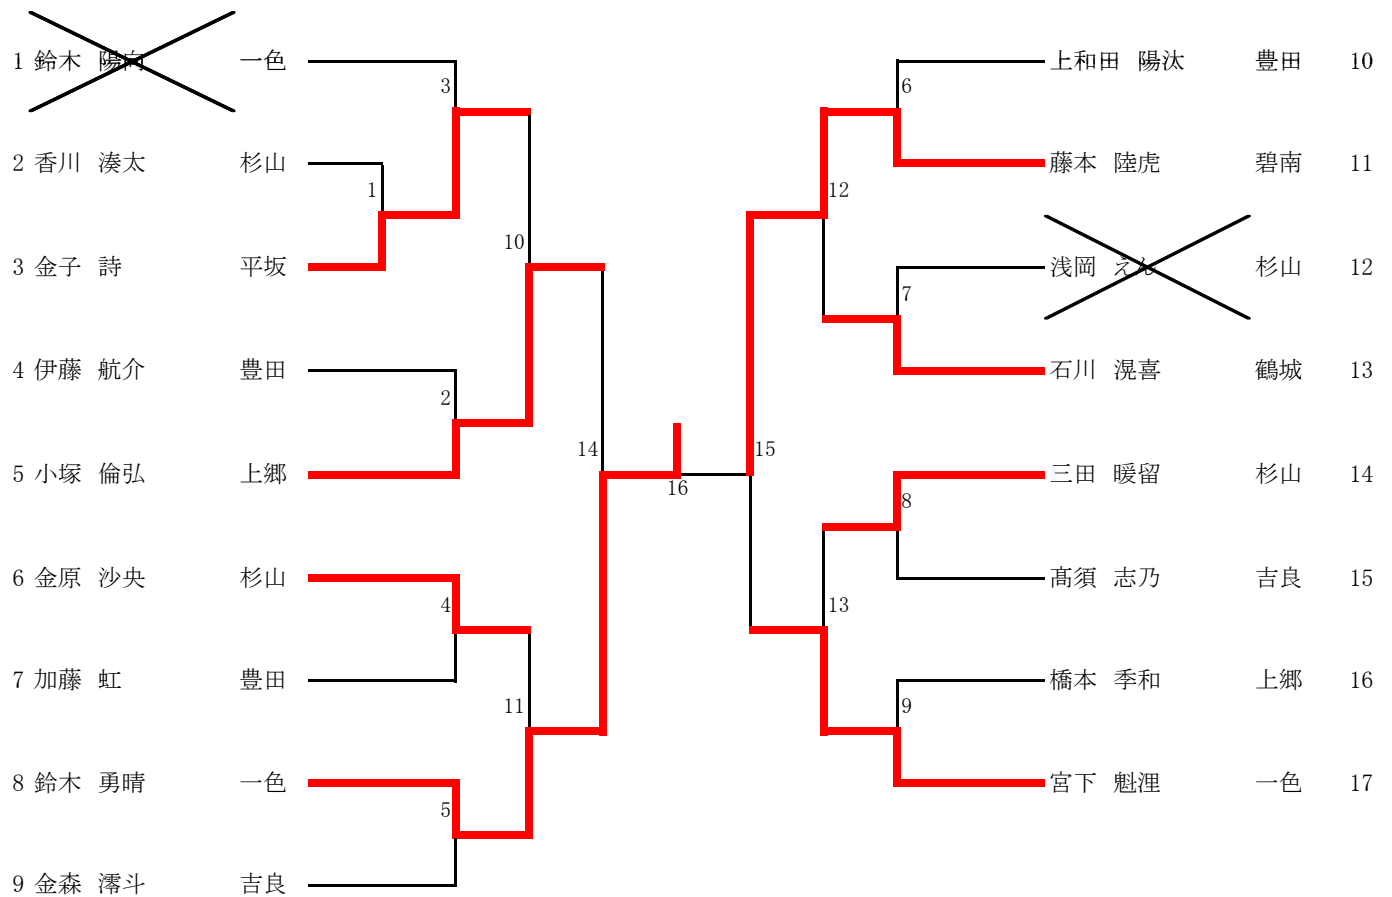 1 鈴木 陽向 一色
2 香川 湊太 杉山
3 金子 詩 平坂
4 伊藤 航介 豊田
5 小塚 倫弘 上郷
6 金原 沙央 杉山
7 加藤 虹 豊田
8 鈴木 勇晴 一色
9 金森 澪斗 吉良
3
1
10
2
14
4
11
5
16
6
12
7
15
8
13
9
上和田 陽汰 豊田 10
藤本 陸虎 碧南 11
浅岡 えん 杉山 12
石川 滉喜 鶴城 13
三田 暖留 杉山 14
髙須 志乃 吉良 15
橋本 季和 上郷 16
宮下 魁浬 一色 17